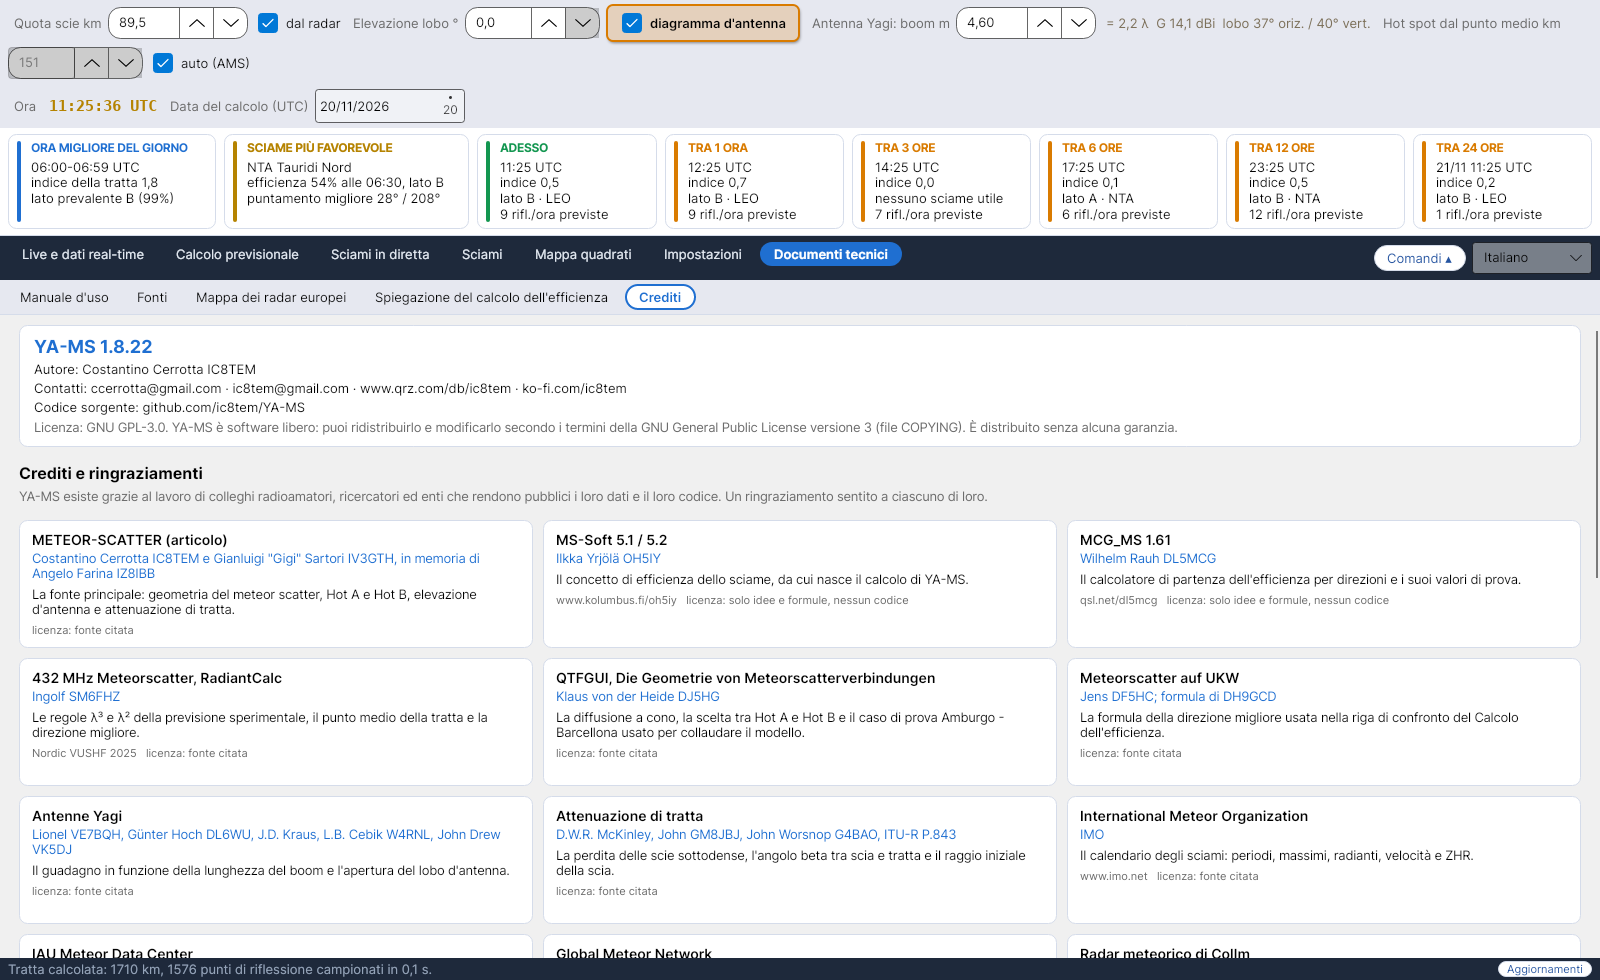 Quota scie km 89,5 dal radar Elevazione lobo ° 0,0 diagramma d'antenna Antenna Yagi: boom m 4,60 = 2,2 λ G 14,1 dBi lobo 37° oriz. / 40° vert. Hot spot dal punto medio km
151 auto (AMS)
Ora 11:25:36 UTC Data del calcolo (UTC) 20/11/2026 20
ORA MIGLIORE DEL GIORNO
06:00-06:59 UTC
indice della tratta 1,8
lato prevalente B (99%)
SCIAME PIÙ FAVOREVOLE
NTA Tauridi Nord
efficienza 54% alle 06:30, lato B
puntamento migliore 28° / 208°
ADESSO
11:25 UTC
indice 0,5
lato B · LEO
9 rifl./ora previste
TRA 1 ORA
12:25 UTC
indice 0,7
lato B · LEO
9 rifl./ora previste
TRA 3 ORE
14:25 UTC
indice 0,0
nessuno sciame utile
7 rifl./ora previste
TRA 6 ORE
17:25 UTC
indice 0,1
lato A · NTA
6 rifl./ora previste
TRA 12 ORE
23:25 UTC
indice 0,5
lato B · NTA
12 rifl./ora previste
TRA 24 ORE
21/11 11:25 UTC
indice 0,2
lato B · LEO
1 rifl./ora previste
Live e dati real-time Calcolo previsionale Sciami in diretta Sciami Mappa quadrati Impostazioni Documenti tecnici Comandi ▴ Italiano
Manuale d'uso Fonti Mappa dei radar europei Spiegazione del calcolo dell'efficienza Crediti
YA-MS 1.8.22
Autore: Costantino Cerrotta IC8TEM
Contatti: ccerrotta@gmail.com · ic8tem@gmail.com · www.qrz.com/db/ic8tem · ko-fi.com/ic8tem
Codice sorgente: github.com/ic8tem/YA-MS
Licenza: GNU GPL-3.0. YA-MS è software libero: puoi ridistribuirlo e modificarlo secondo i termini della GNU General Public License versione 3 (file COPYING). È distribuito senza alcuna garanzia.
Crediti e ringraziamenti
YA-MS esiste grazie al lavoro di colleghi radioamatori, ricercatori ed enti che rendono pubblici i loro dati e il loro codice. Un ringraziamento sentito a ciascuno di loro.
METEOR-SCATTER (articolo)
Costantino Cerrotta IC8TEM e Gianluigi "Gigi" Sartori IV3GTH, in memoria di
Angelo Farina IZ8IBB
La fonte principale: geometria del meteor scatter, Hot A e Hot B, elevazione
d'antenna e attenuazione di tratta.
licenza: fonte citata
MS-Soft 5.1 / 5.2
Ilkka Yrjölä OH5IY
Il concetto di efficienza dello sciame, da cui nasce il calcolo di YA-MS.
www.kolumbus.fi/oh5iy licenza: solo idee e formule, nessun codice
MCG_MS 1.61
Wilhelm Rauh DL5MCG
Il calcolatore di partenza dell'efficienza per direzioni e i suoi valori di prova.
qsl.net/dl5mcg licenza: solo idee e formule, nessun codice
432 MHz Meteorscatter, RadiantCalc
Ingolf SM6FHZ
Le regole λ³ e λ² della previsione sperimentale, il punto medio della tratta e la
direzione migliore.
Nordic VUSHF 2025 licenza: fonte citata
QTFGUI, Die Geometrie von Meteorscatterverbindungen
Klaus von der Heide DJ5HG
La diffusione a cono, la scelta tra Hot A e Hot B e il caso di prova Amburgo -
Barcellona usato per collaudare il modello.
licenza: fonte citata
Meteorscatter auf UKW
Jens DF5HC; formula di DH9GCD
La formula della direzione migliore usata nella riga di confronto del Calcolo
dell'efficienza.
licenza: fonte citata
Antenne Yagi
Lionel VE7BQH, Günter Hoch DL6WU, J.D. Kraus, L.B. Cebik W4RNL, John Drew
VK5DJ
Il guadagno in funzione della lunghezza del boom e l'apertura del lobo d'antenna.
licenza: fonte citata
Attenuazione di tratta
D.W.R. McKinley, John GM8JBJ, John Worsnop G4BAO, ITU-R P.843
La perdita delle scie sottodense, l'angolo beta tra scia e tratta e il raggio iniziale
della scia.
licenza: fonte citata
International Meteor Organization
IMO
Il calendario degli sciami: periodi, massimi, radianti, velocità e ZHR.
www.imo.net licenza: fonte citata
IAU Meteor Data Center
Global Meteor Network
Radar meteorico di Collm
Tratta calcolata: 1710 km, 1576 punti di riflessione campionati in 0,1 s.
Aggiornamenti